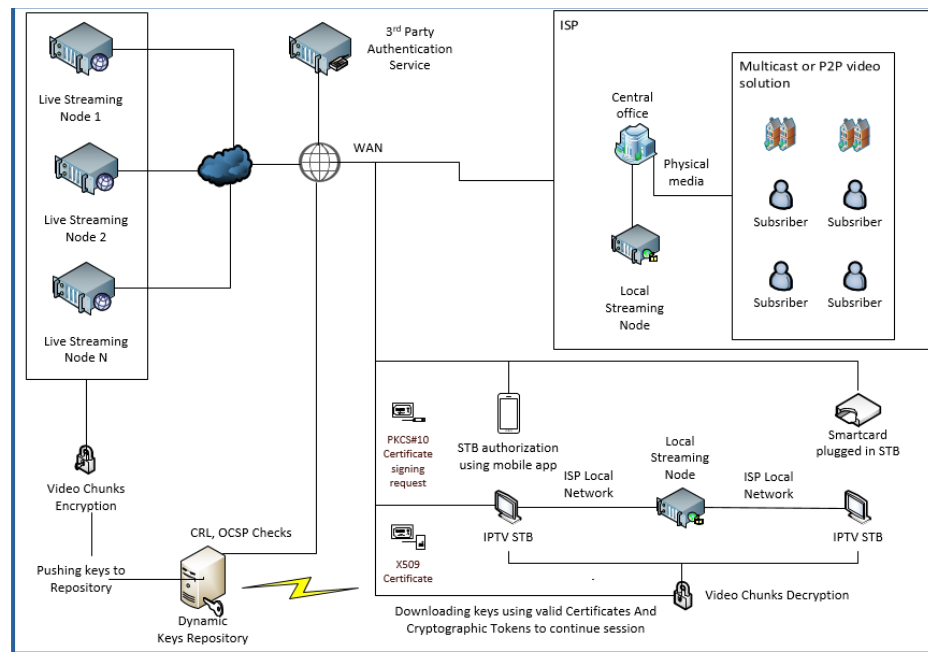 Live Streaming
Node 1
Live Streaming
Node 2
Live Streaming
Node N
3rd Party
Authentication
Service
WAN
ISP
Central
office
Physical
media
Local
Streaming
Node
Multicast or P2P video
solution
Subsriber
Subsriber
Subsriber
Subsriber
Video Chunks
Encryption
Pushing keys to
Repository
CRL, OCSP Checks
Dynamic
Keys Repository
PKCS#10
Certificate
signing
request
X509
Certificate
STB authorization
using mobile app
Local
Streaming
Node
Smartcard
plugged in STB
ISP Local
Network
ISP Local
Network
IPTV STB
IPTV STB
Video Chunks Decryption
Downloading keys using valid Certificates And
Cryptographic Tokens to continue session